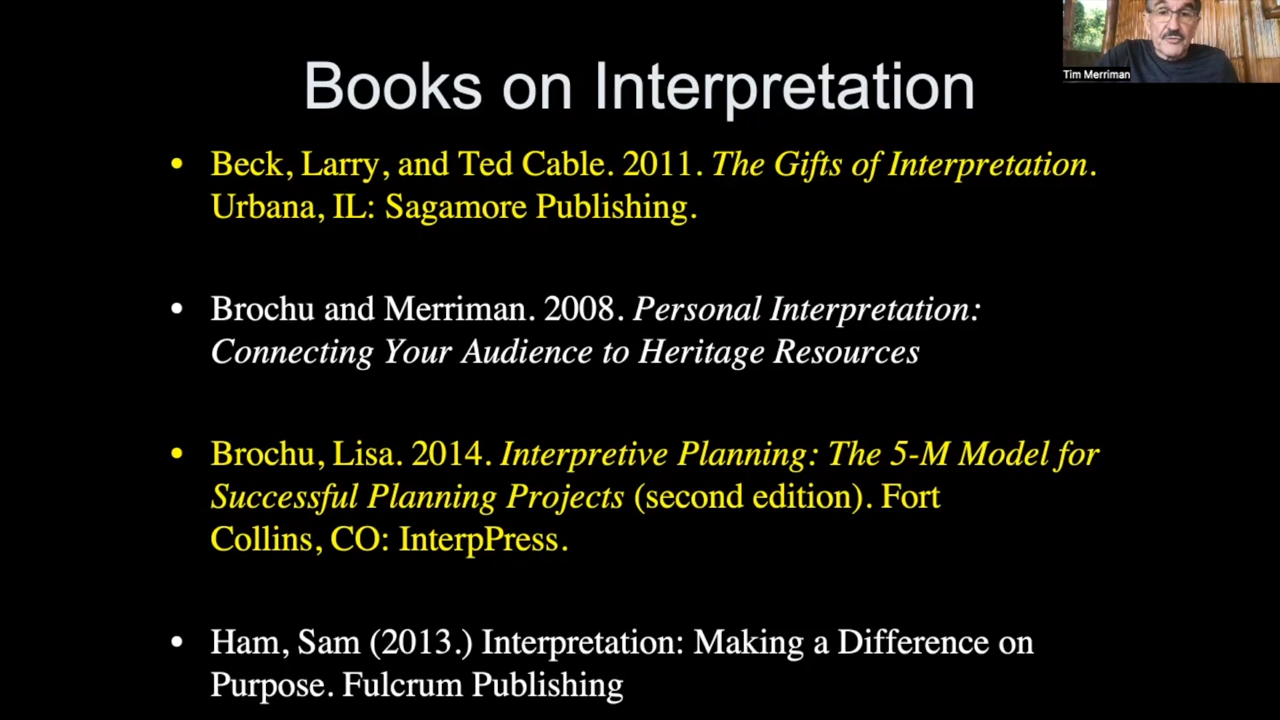 Books on Interpretation
Tim Merriman
• Beck, Larry, and Ted Cable. 2011. The Gifts of Interpretation.
Urbana, IL: Sagamore Publishing.
• Brochu and Merriman. 2008. Personal Interpretation:
Connecting Your Audience to Heritage Resources
• Brochu, Lisa. 2014. Interpretive Planning: The 5-M Model for
Successful Planning Projects (second edition). Fort
Collins, CO: InterpPress.
• Ham, Sam (2013.) Interpretation: Making a Difference on
Purpose. Fulcrum Publishing